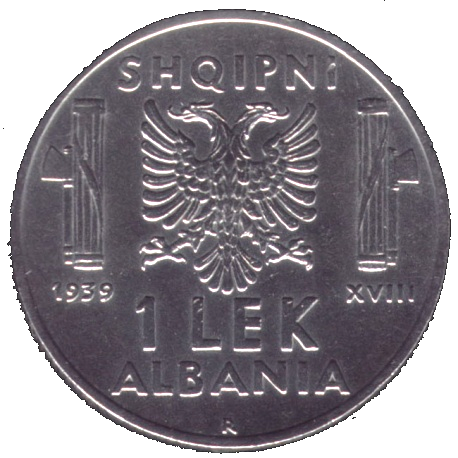 SHQIPNi
1939 XVIII
1 LEK
ALBANIA
R